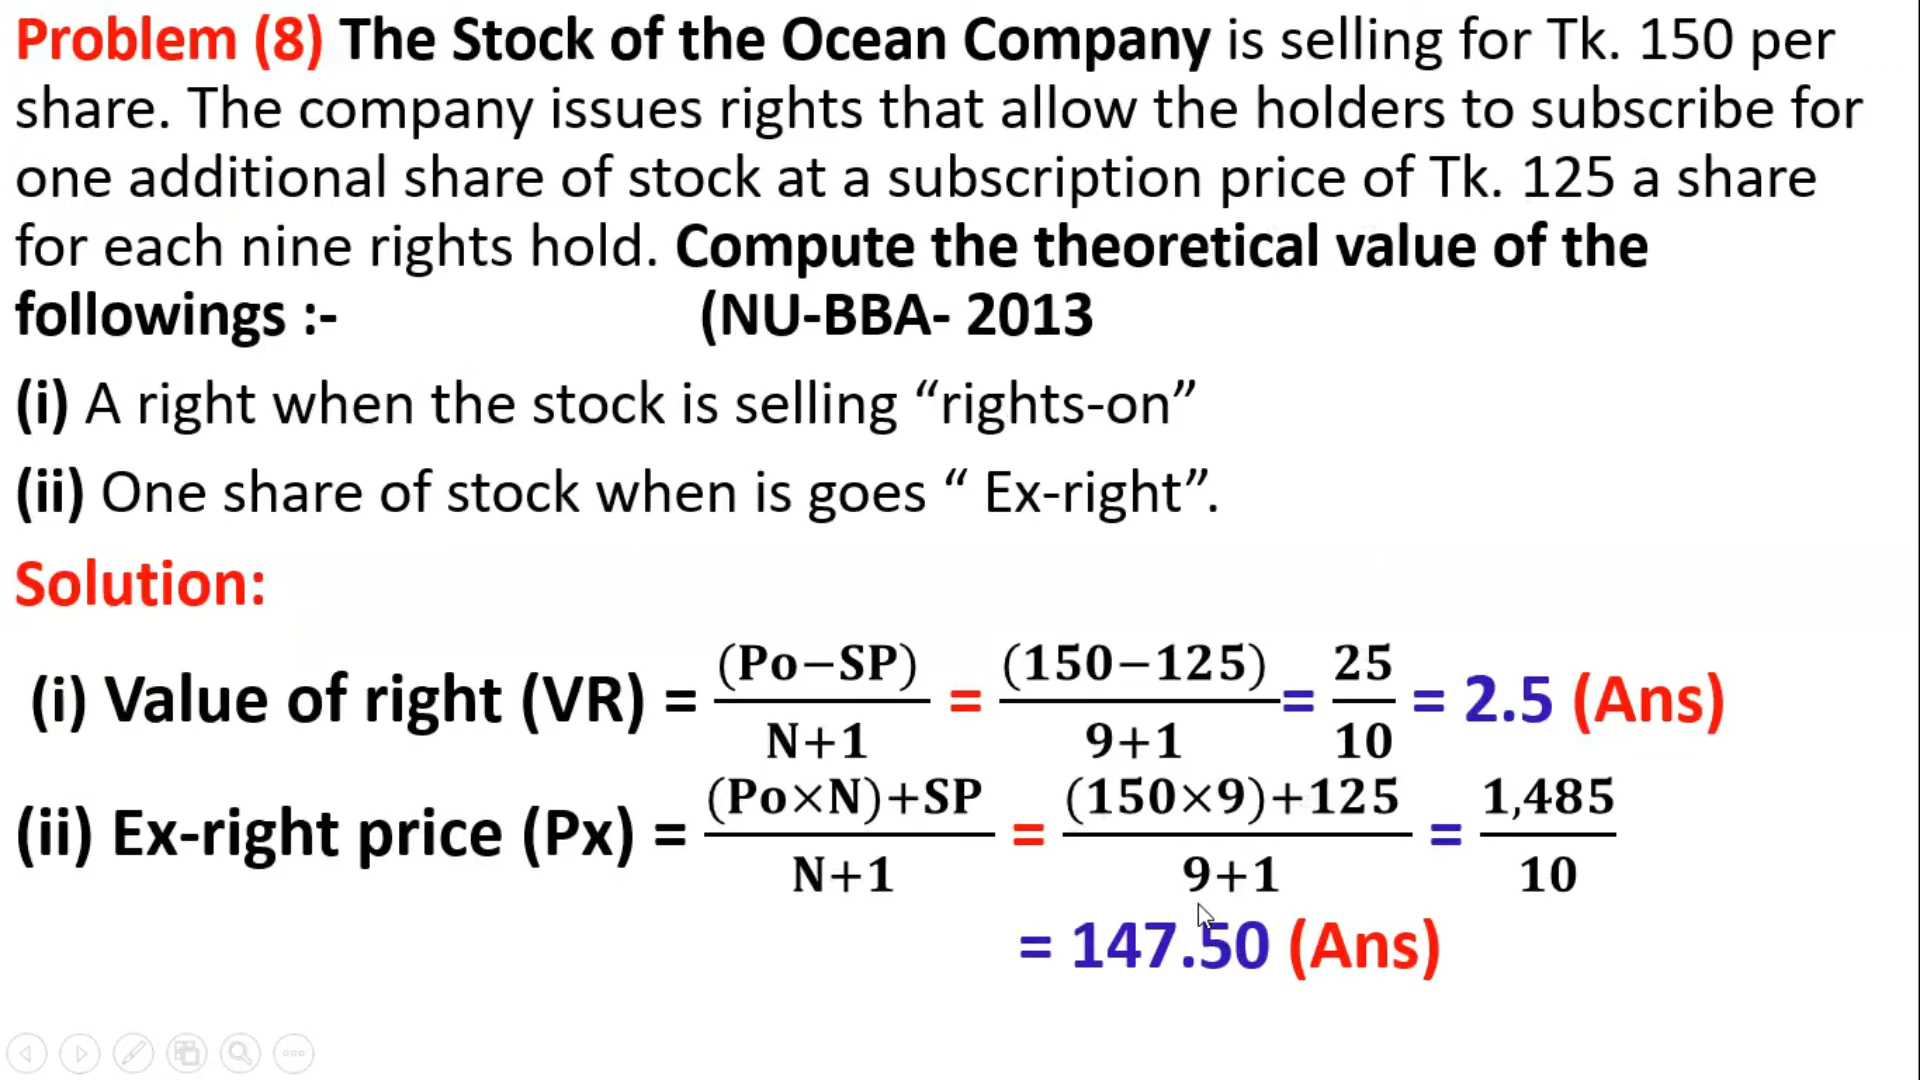 Problem (8) The Stock of the Ocean Company is selling for Tk. 150 per
share. The company issues rights that allow the holders to subscribe for
one additional share of stock at a subscription price of Tk. 125 a share
for each nine rights hold. Compute the theoretical value of the
followings :- (NU-BBA- 2013
(i) A right when the stock is selling “rights-on”
(ii) One share of stock when is goes “ Ex-right”.
Solution:
(i) Value of right (VR) = (Po−SP)/N+1 = (150−125)/9+1 = 25/10 = 2.5 (Ans)
(ii) Ex-right price (Px) = (Po×N)+SP/N+1 = (150×9)+125/9+1 = 1,485/10
= 147.50 (Ans)